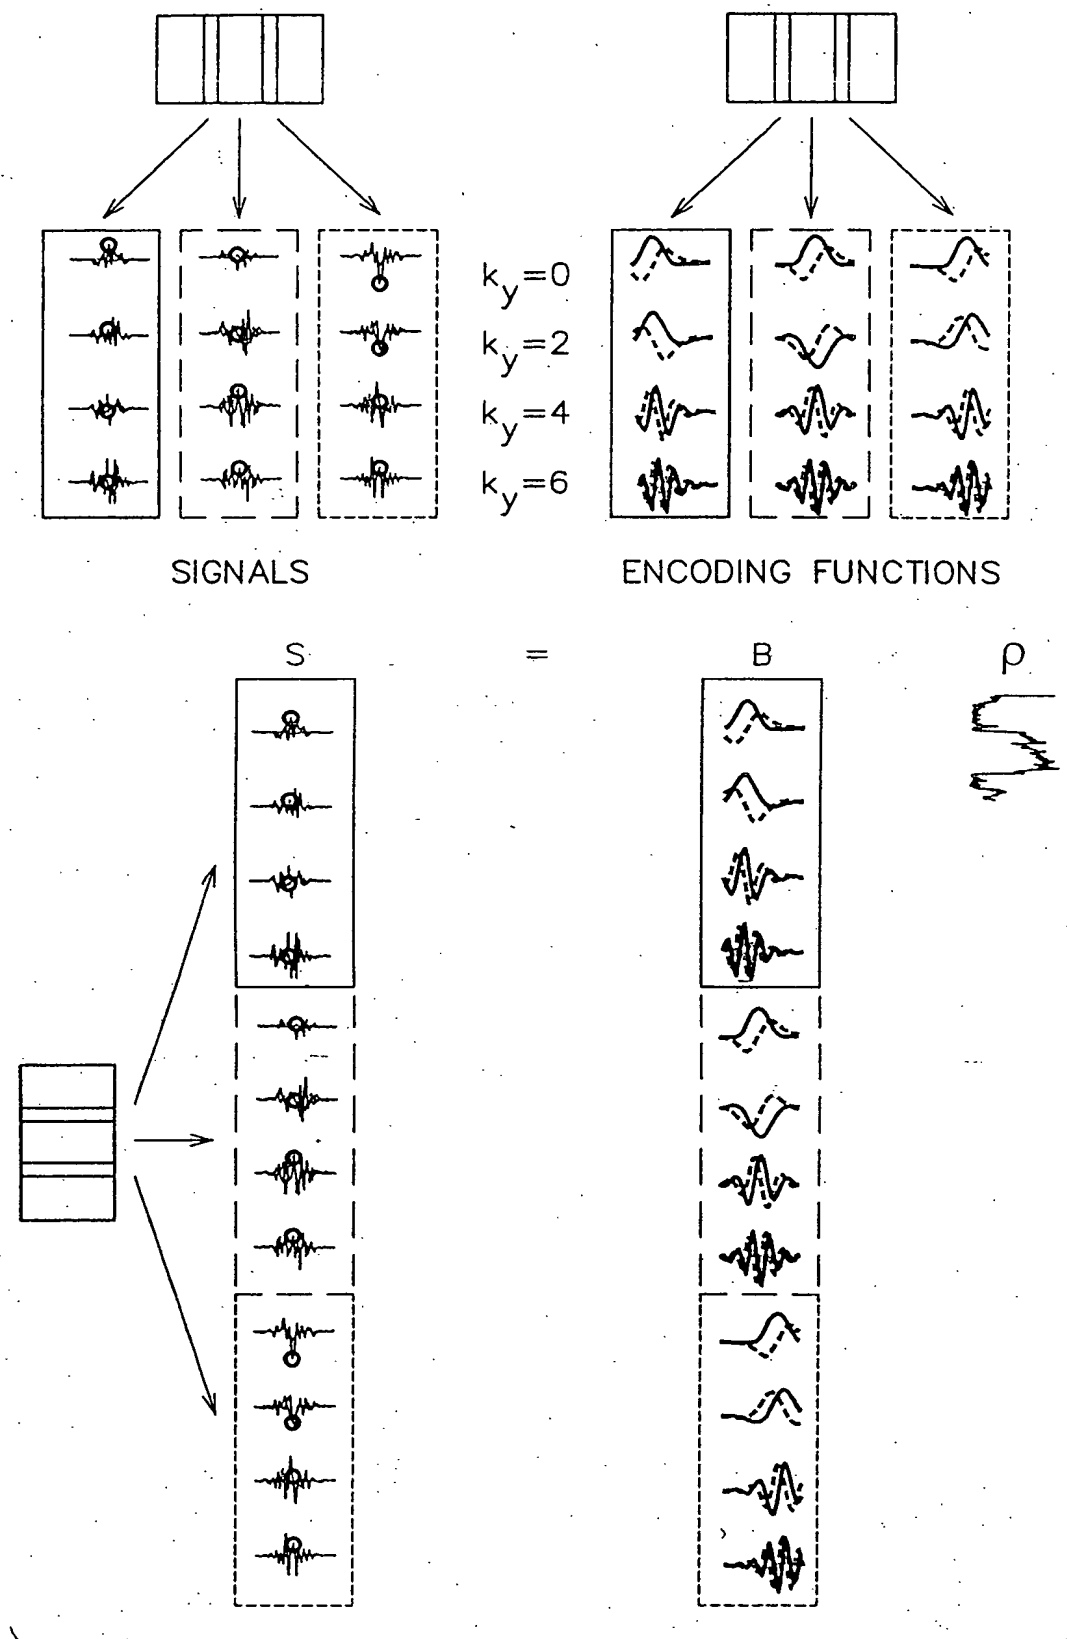 k_y=0
k_y=2
k_y=4
k_y=6
SIGNALS
ENCODING FUNCTIONS
S = B ρ